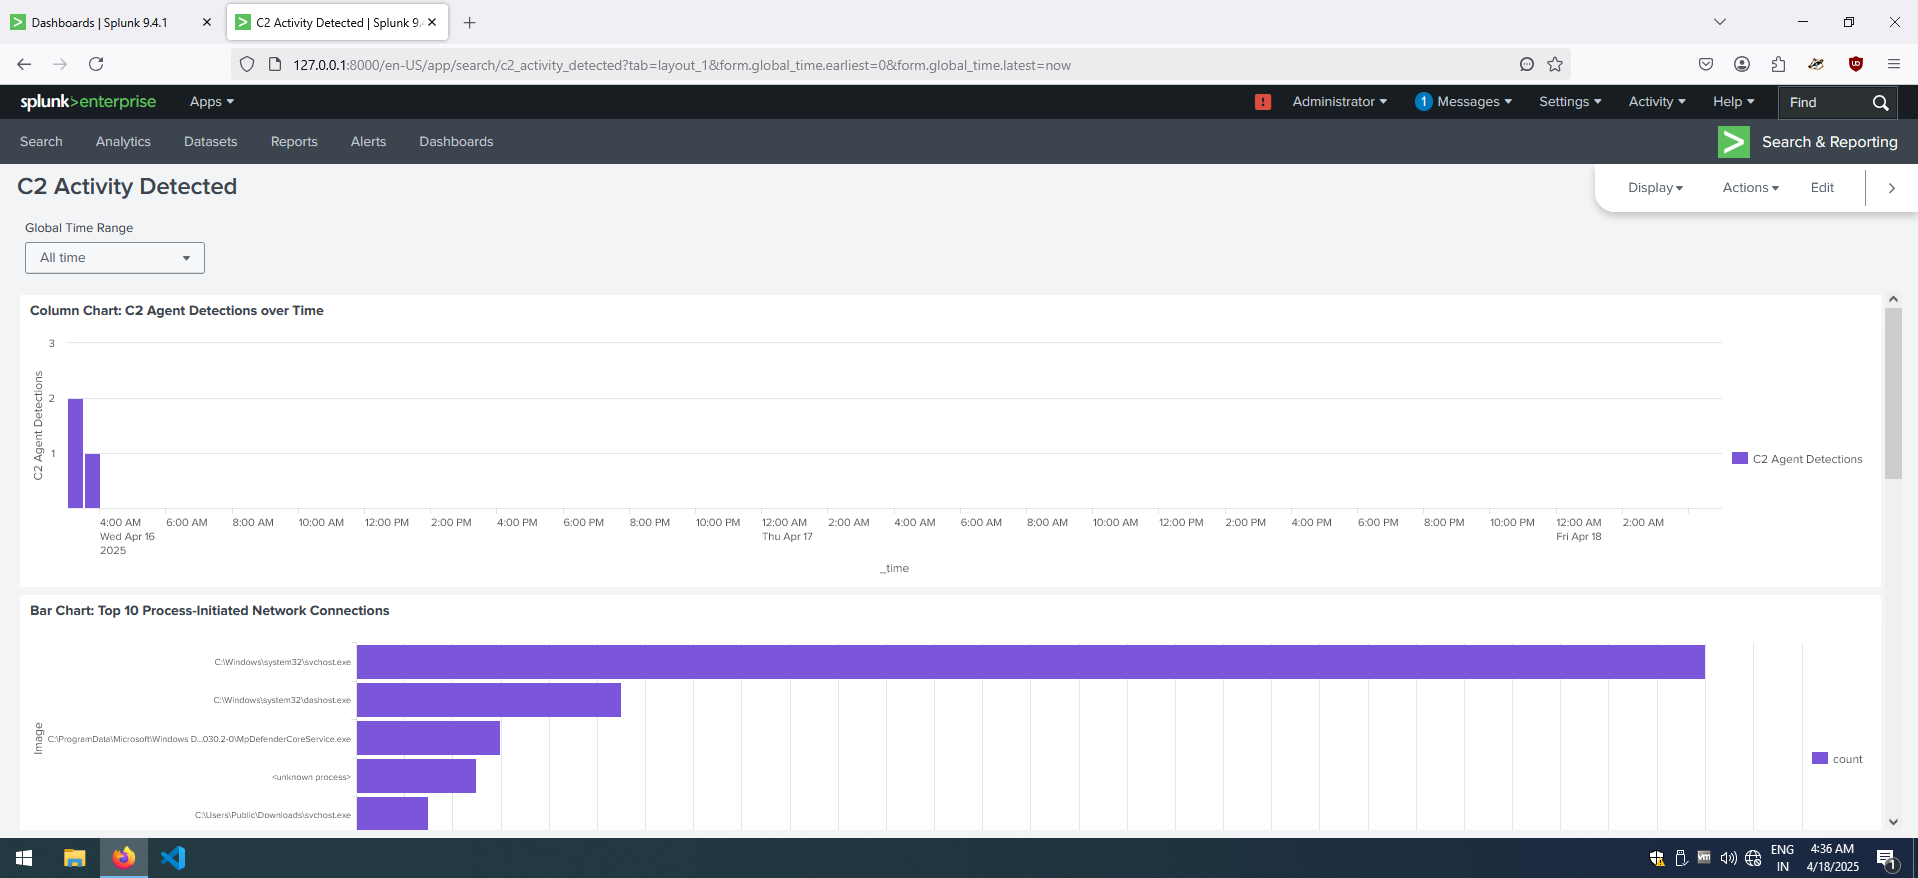 Dashboards | Splunk 9.4.1
C2 Activity Detected | Splunk 9.
127.0.0.1:8000/en-US/app/search/c2_activity_detected?tab=layout_1&form.global_time.earliest=0&form.global_time.latest=now
splunk>enterprise Apps
! Administrator 1 Messages Settings Activity Help Find
Search Analytics Datasets Reports Alerts Dashboards
Search & Reporting
C2 Activity Detected
Display Actions Edit
Global Time Range
All time
Column Chart: C2 Agent Detections over Time
3
2
1
C2 Agent Detections
C2 Agent Detections
4:00 AM 6:00 AM 8:00 AM 10:00 AM 12:00 PM 2:00 PM 4:00 PM 6:00 PM 8:00 PM 10:00 PM 12:00 AM 2:00 AM 4:00 AM 6:00 AM 8:00 AM 10:00 AM 12:00 PM 2:00 PM 4:00 PM 6:00 PM 8:00 PM 10:00 PM 12:00 AM 2:00 AM
Wed Apr 16 Thu Apr 17 Fri Apr 18
2025
_time
Bar Chart: Top 10 Process-Initiated Network Connections
C:\Windows\system32\svchost.exe
C:\Windows\system32\dashost.exe
Image
C:\ProgramData\Microsoft\Windows D...030.2-0\MpDefenderCoreService.exe
<unknown process>
C:\Users\Public\Downloads\svchost.exe
count
ENG
IN
4:36 AM
4/18/2025
1